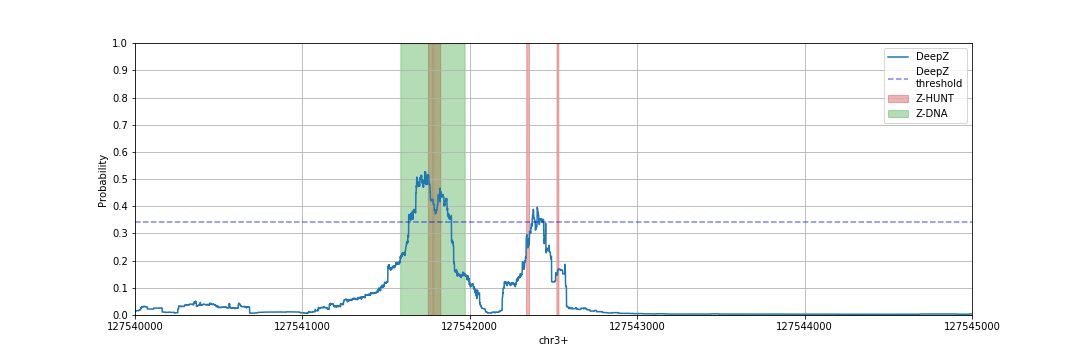 1.0
0.9
0.8
0.7
0.6
0.5
0.4
0.3
0.2
0.1
0.0
Probability
127540000
127541000
127542000
127543000
127544000
127545000
chr3+
DeepZ
DeepZ
threshold
Z-HUNT
Z-DNA